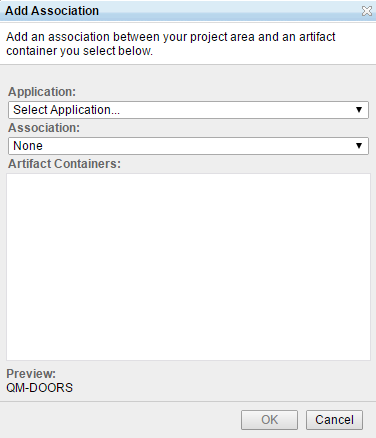 Add Association
Add an association between your project area and an artifact
container you select below.
Application:
Select Application...
Association:
None
Artifact Containers:
Preview:
QM-DOORS
OK
Cancel